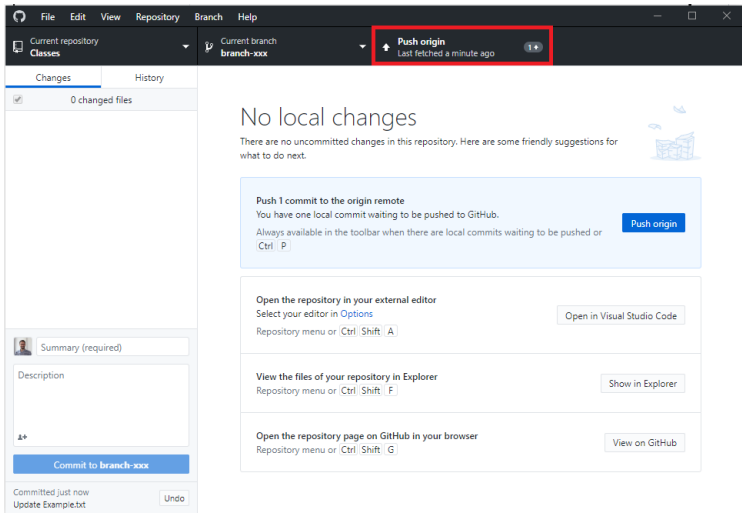 File Edit View Repository Branch Help
Current repository
Classes
Current branch
branch-xxx
Push origin
Last fetched a minute ago
1
Changes
History
0 changed files
No local changes
There are no uncommitted changes in this repository. Here are some friendly suggestions for
what to do next.
Push 1 commit to the origin remote
You have one local commit waiting to be pushed to GitHub.
Always available in the toolbar when there are local commits waiting to be pushed or
Ctrl P
Push origin
Open the repository in your external editor
Select your editor in Options
Repository menu or Ctrl Shift A
Open in Visual Studio Code
View the files of your repository in Explorer
Repository menu or Ctrl Shift F
Show in Explorer
Open the repository page on GitHub in your browser
Repository menu or Ctrl Shift G
View on GitHub
Summary (required)
Description
Commit to branch-xxx
Committed just now
Update Example.txt
Undo